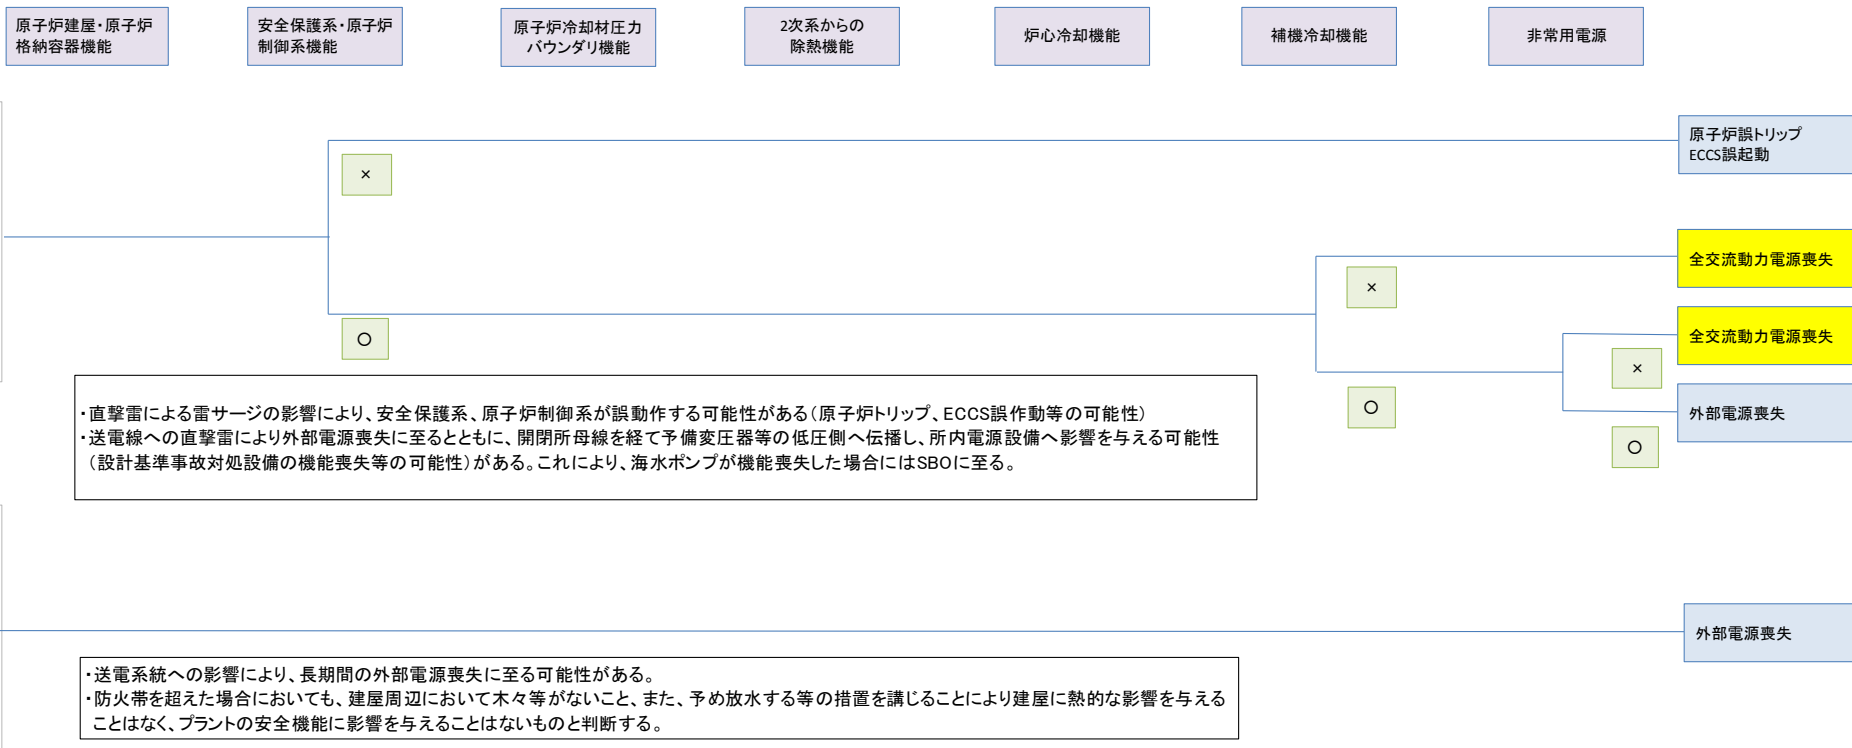 原子炉建屋・原子炉
格納容器機能
安全保護系・原子炉
制御系機能
原子炉冷却材圧力
バウンダリ機能
2次系からの
除熱機能
炉心冷却機能
補機冷却機能
非常用電源
原子炉誤トリップ
ECCS誤起動
×
全交流動力電源喪失
×
〇
全交流動力電源喪失
×
〇
外部電源喪失
〇
・直撃雷による雷サージの影響により、安全保護系、原子炉制御系が誤動作する可能性がある(原子炉トリップ、ECCS誤作動等の可能性)
・送電線への直撃雷により外部電源喪失に至るとともに、開閉所母線を経て予備変圧器等の低圧側へ伝播し、所内電源設備へ影響を与える可能性
(設計基準事故対処設備の機能喪失等の可能性)がある。これにより、海水ポンプが機能喪失した場合にはSBOに至る。
外部電源喪失
・送電系統への影響により、長期間の外部電源喪失に至る可能性がある。
・防火帯を超えた場合においても、建屋周辺において木々等がないこと、また、予め放水する等の措置を講じることにより建屋に熱的な影響を与える
ことはなく、プラントの安全機能に影響を与えることはないものと判断する。